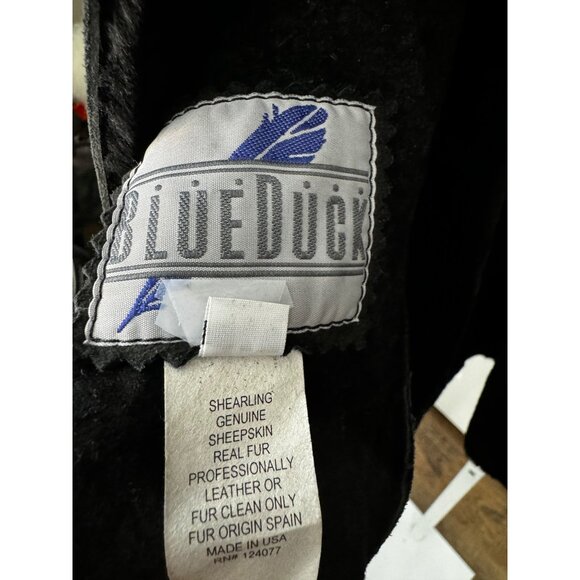 BLUEDUCK
SHEARLING
GENUINE
SHEEPSKIN
REAL FUR
PROFESSIONALLY
LEATHER OR
FUR CLEAN ONLY
FUR ORIGIN SPAIN
MADE IN USA
RN# 124077